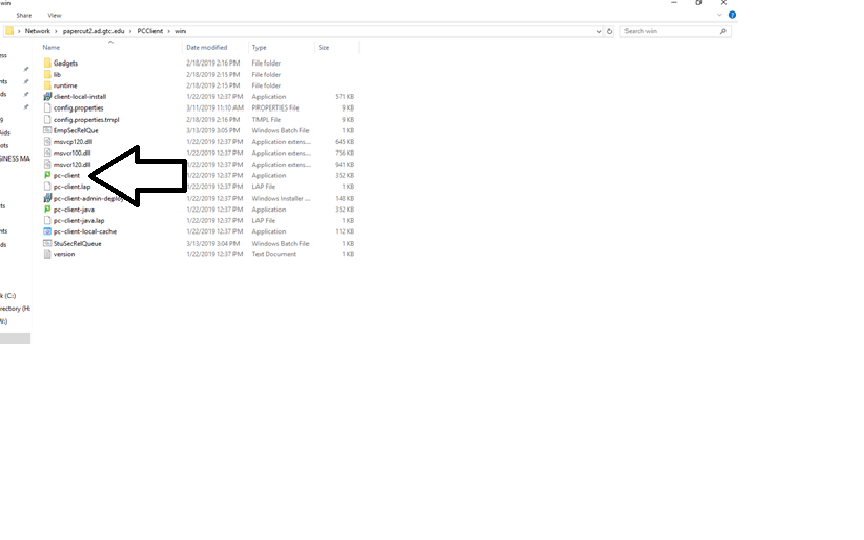 win
Share View
Network > papercut2.ad.gtc.edu > PCClient > win
Search win
Name Date modified Type Size
Gadgets 2/18/2019 2:16 PM File folder
lib 2/18/2019 2:15 PM File folder
runtime 2/18/2019 2:15 PM File folder
client-local-install 1/22/2019 12:37 PM Application 571 KB
config.properties 3/11/2019 11:10 AM PROPERTIES File 9 KB
config.properties.tmpl 2/18/2019 2:16 PM TMPL File 9 KB
EmpSecRelQue 3/13/2019 3:05 PM Windows Batch File 1 KB
msvcp120.dll 1/22/2019 12:37 PM Application extens... 645 KB
msvcr100.dll 1/22/2019 12:37 PM Application extens... 756 KB
msvcr120.dll 1/22/2019 12:37 PM Application extens... 941 KB
pc-client 1/22/2019 12:37 PM Application 352 KB
pc-client.lap 1/22/2019 12:37 PM LAP File 1 KB
pc-client-admin-deploy 1/22/2019 12:37 PM Windows Installer ... 148 KB
pc-client-java 1/22/2019 12:37 PM Application 352 KB
pc-client-java.lap 1/22/2019 12:37 PM LAP File 1 KB
pc-client-local-cache 1/22/2019 12:37 PM Application 112 KB
StuSecRelQueue 3/13/2019 3:04 PM Windows Batch File 1 KB
version 1/22/2019 12:37 PM Text Document 1 KB
k (C:)